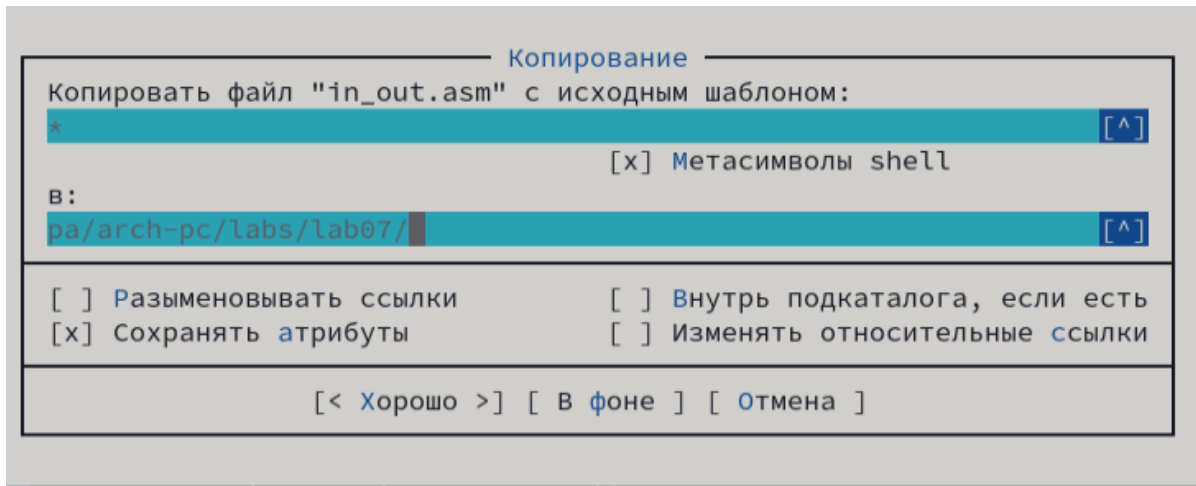 Копирование
Копировать файл "in_out.asm" с исходным шаблоном:
* [^]
[x] Метасимволы shell
в:
pa/arch-pc/labs/lab07/ [^]
[ ] Разыменовывать ссылки [ ] Внутрь подкаталога, если есть
[x] Сохранять атрибуты [ ] Изменять относительные ссылки
[< Хорошо >] [ В фоне ] [ Отмена ]